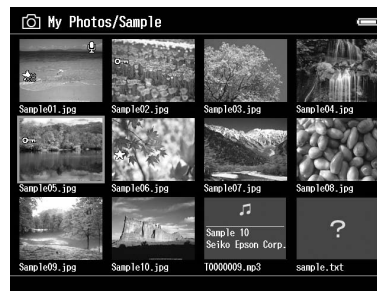 My Photos/Sample
Sample01.jpg Sample02.jpg Sample03.jpg Sample04.jpg
Sample05.jpg Sample06.jpg Sample07.jpg Sample08.jpg
Sample 10
Seiko Epson Corp.
?
Sample09.jpg Sample10.jpg T0000009.mp3 sample.txt